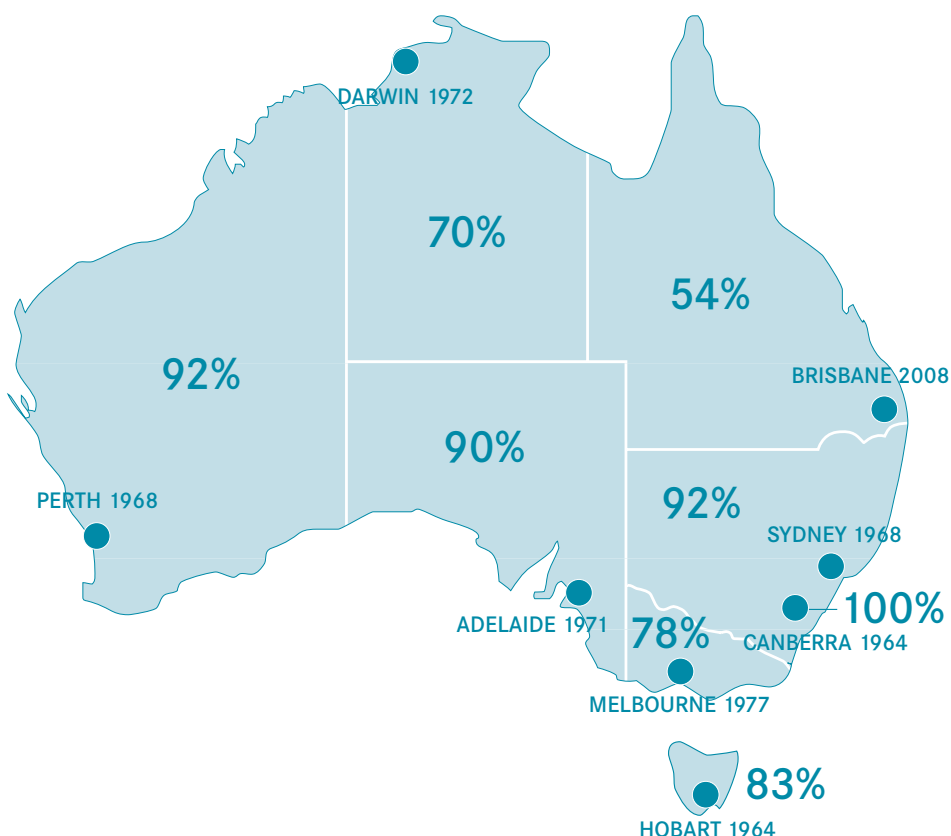 DARWIN 1972
70%
54%
92%
BRISBANE 2008
90%
92%
PERTH 1968
SYDNEY 1968
100%
ADELAIDE 1971
78%
CANBERRA 1964
MELBOURNE 1977
83%
HOBART 1964